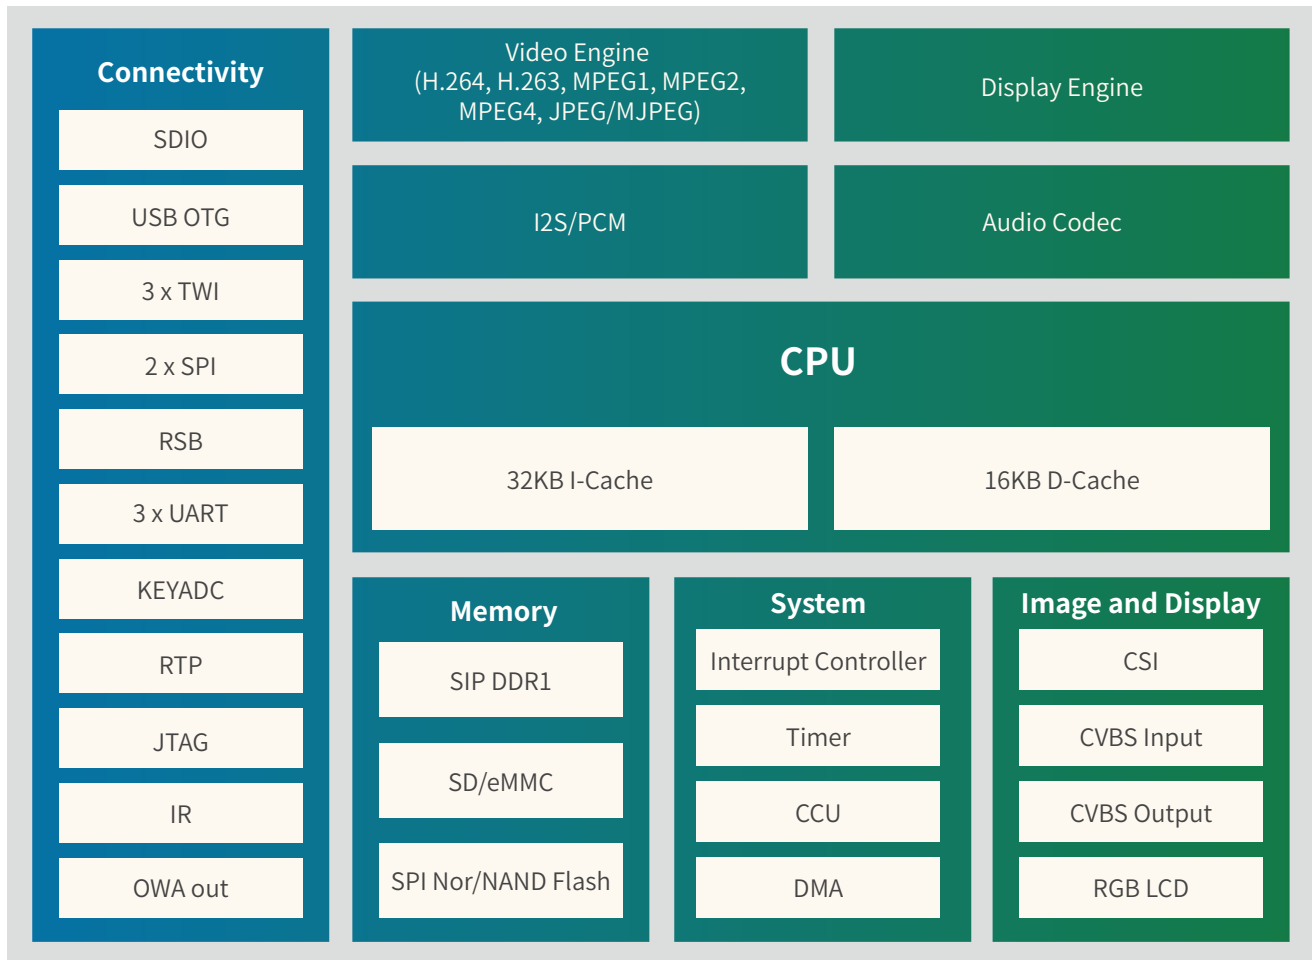 Connectivity
SDIO
USB OTG
3 x TWI
2 x SPI
RSB
3 x UART
KEYADC
RTP
JTAG
IR
OWA out
Video Engine
(H.264, H.263, MPEG1, MPEG2,
MPEG4, JPEG/MJPEG)
Display Engine
I2S/PCM
Audio Codec
CPU
32KB I-Cache
16KB D-Cache
Memory
SIP DDR1
SD/eMMC
SPI Nor/NAND Flash
System
Interrupt Controller
Timer
CCU
DMA
Image and Display
CSI
CVBS Input
CVBS Output
RGB LCD